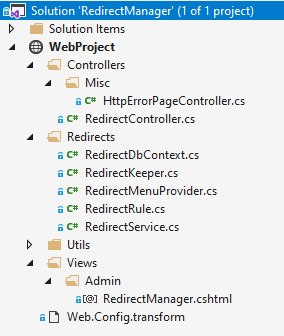 Solution 'RedirectManager' (1 of 1 project)
Solution Items
WebProject
Controllers
Misc
C# HttpErrorPageController.cs
C# RedirectController.cs
Redirects
C# RedirectDbContext.cs
C# RedirectKeeper.cs
C# RedirectMenuProvider.cs
C# RedirectRule.cs
C# RedirectService.cs
Utils
Views
Admin
[@] RedirectManager.cshtml
Web.Config.transform